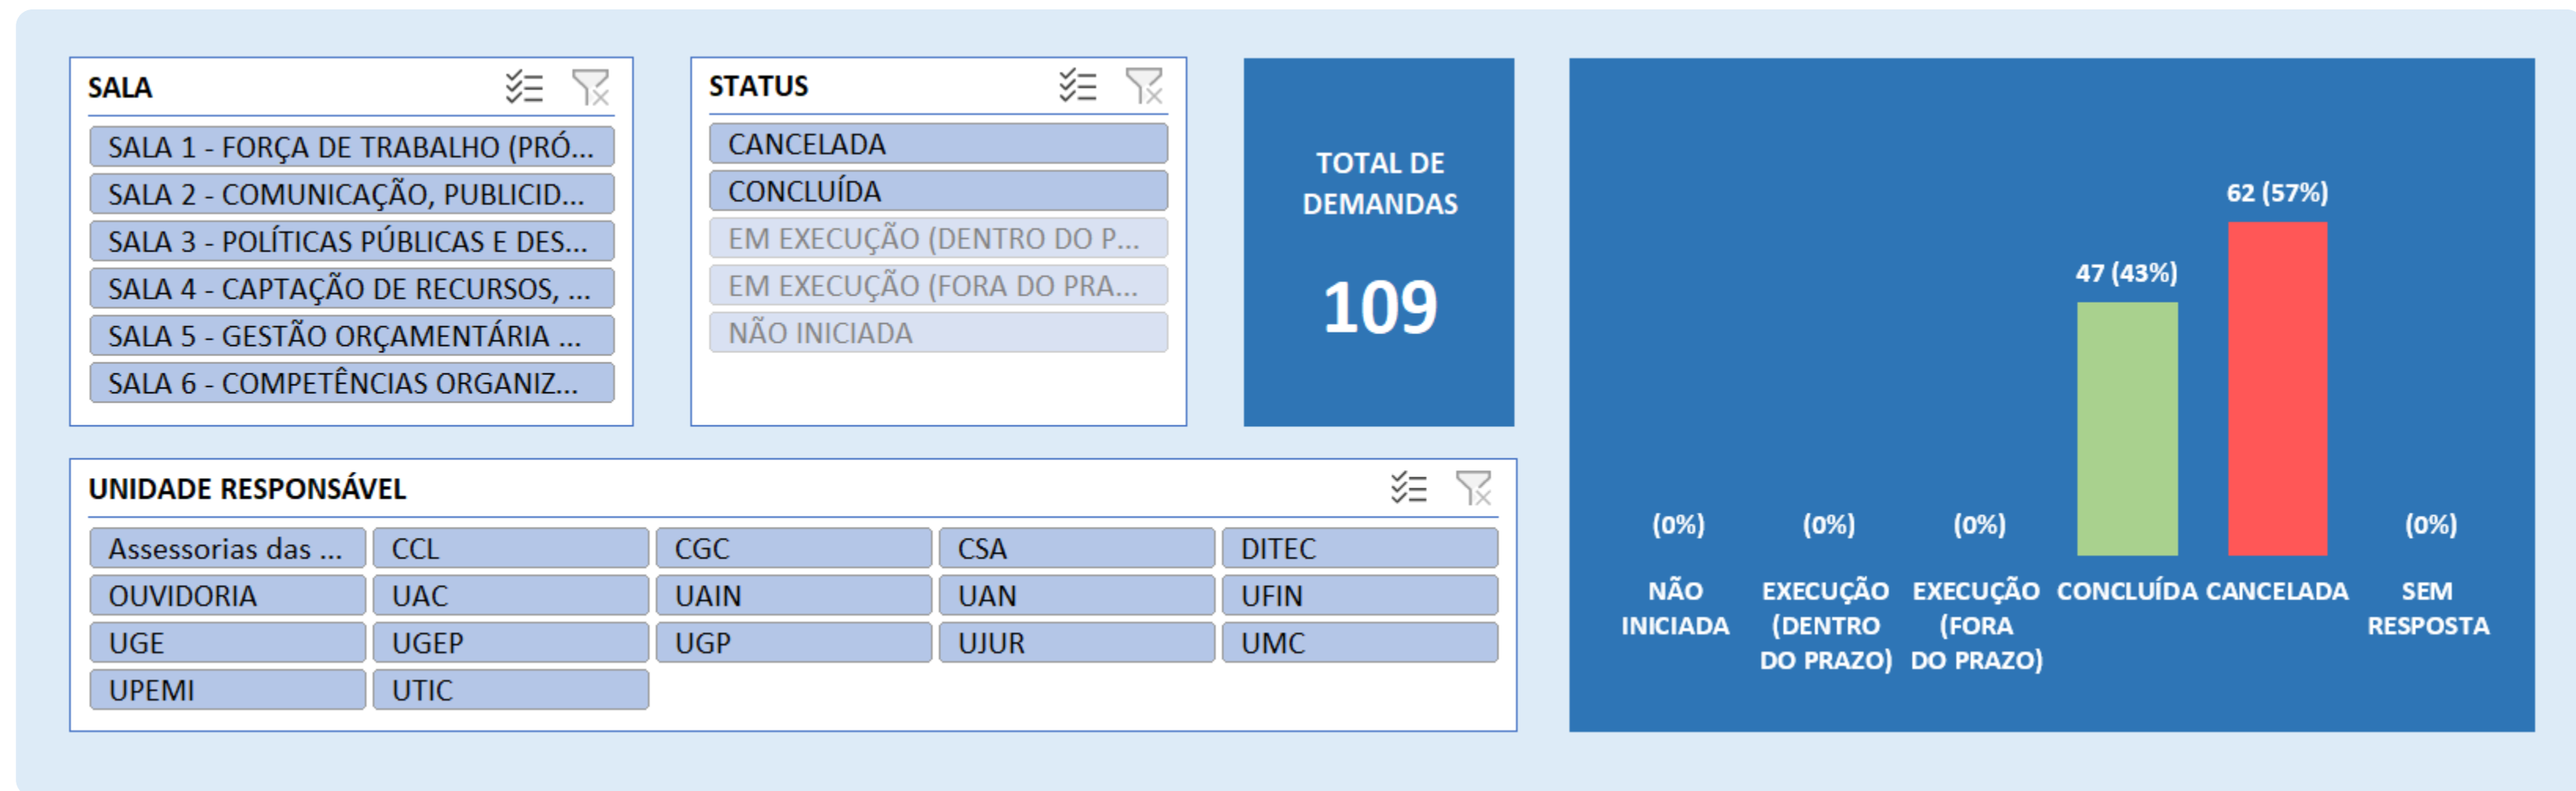 SALA
SALA 1 - FORÇA DE TRABALHO (PRÓ...
SALA 2 - COMUNICAÇÃO, PUBLICID...
SALA 3 - POLÍTICAS PÚBLICAS E DES...
SALA 4 - CAPTAÇÃO DE RECURSOS, ...
SALA 5 - GESTÃO ORÇAMENTÁRIA ...
SALA 6 - COMPETÊNCIAS ORGANIZ...
STATUS
CANCELADA
CONCLUÍDA
EM EXECUÇÃO (DENTRO DO P...
EM EXECUÇÃO (FORA DO PRA...
NÃO INICIADA
TOTAL DE
DEMANDAS
109
UNIDADE RESPONSÁVEL
Assessorias das ... CCL CGC CSA DITEC
OUVIDORIA UAC UAIN UAN UFIN
UGE UGEP UGP UJUR UMC
UPEMI UTIC
62 (57%)
47 (43%)
(0%) (0%) (0%) (0%)
NÃO EXECUÇÃO EXECUÇÃO CONCLUÍDA CANCELADA SEM
INICIADA (DENTRO (FORA RESPOSTA
DO PRAZO) DO PRAZO)